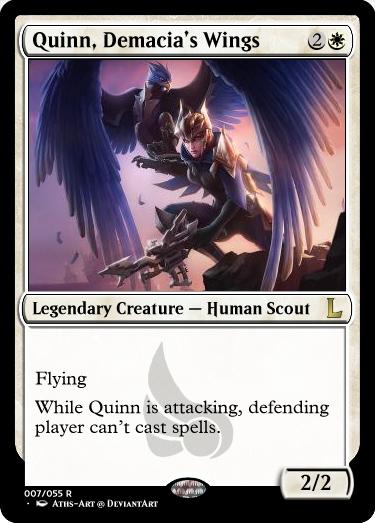 Quinn, Demacia's Wings 2
Legendary Creature — Human Scout L
Flying
While Quinn is attacking, defending
player can't cast spells.
2/2
007/055 R
· Aths-Art @ DeviantArt